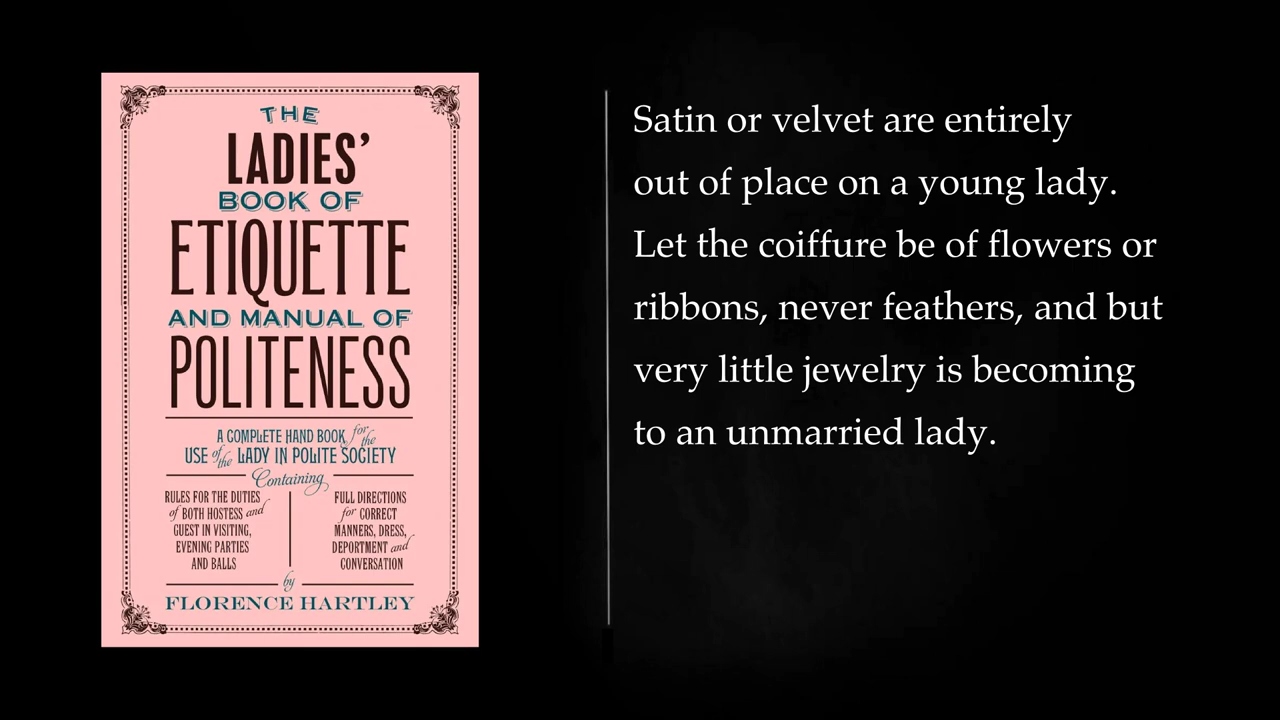 THE
LADIES'
BOOK OF
ETIQUETTE
AND MANUAL OF
POLITENESS
A COMPLETE HAND BOOK for the
USE of the LADY IN POLITE SOCIETY
Containing
RULES FOR THE DUTIES
of BOTH HOSTESS and
GUEST IN VISITING,
EVENING PARTIES
AND BALLS
FULL DIRECTIONS
for CORRECT
MANNERS, DRESS,
DEPORTMENT and
CONVERSATION
by
FLORENCE HARTLEY
Satin or velvet are entirely
out of place on a young lady.
Let the coiffure be of flowers or
ribbons, never feathers, and but
very little jewelry is becoming
to an unmarried lady.